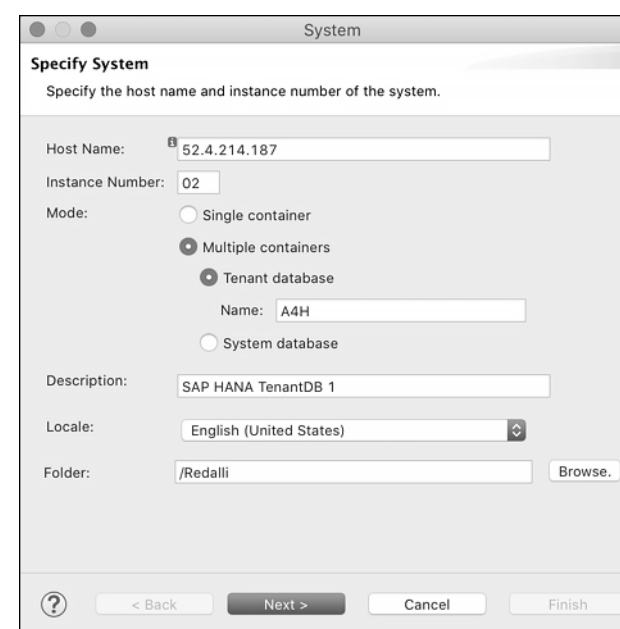 System
Specify System
Specify the host name and instance number of the system.
Host Name: 52.4.214.187
Instance Number: 02
Mode: Single container
Multiple containers
Tenant database
Name: A4H
System database
Description: SAP HANA TenantDB 1
Locale: English (United States)
Folder: /Redalli Browse.
? < Back Next > Cancel Finish